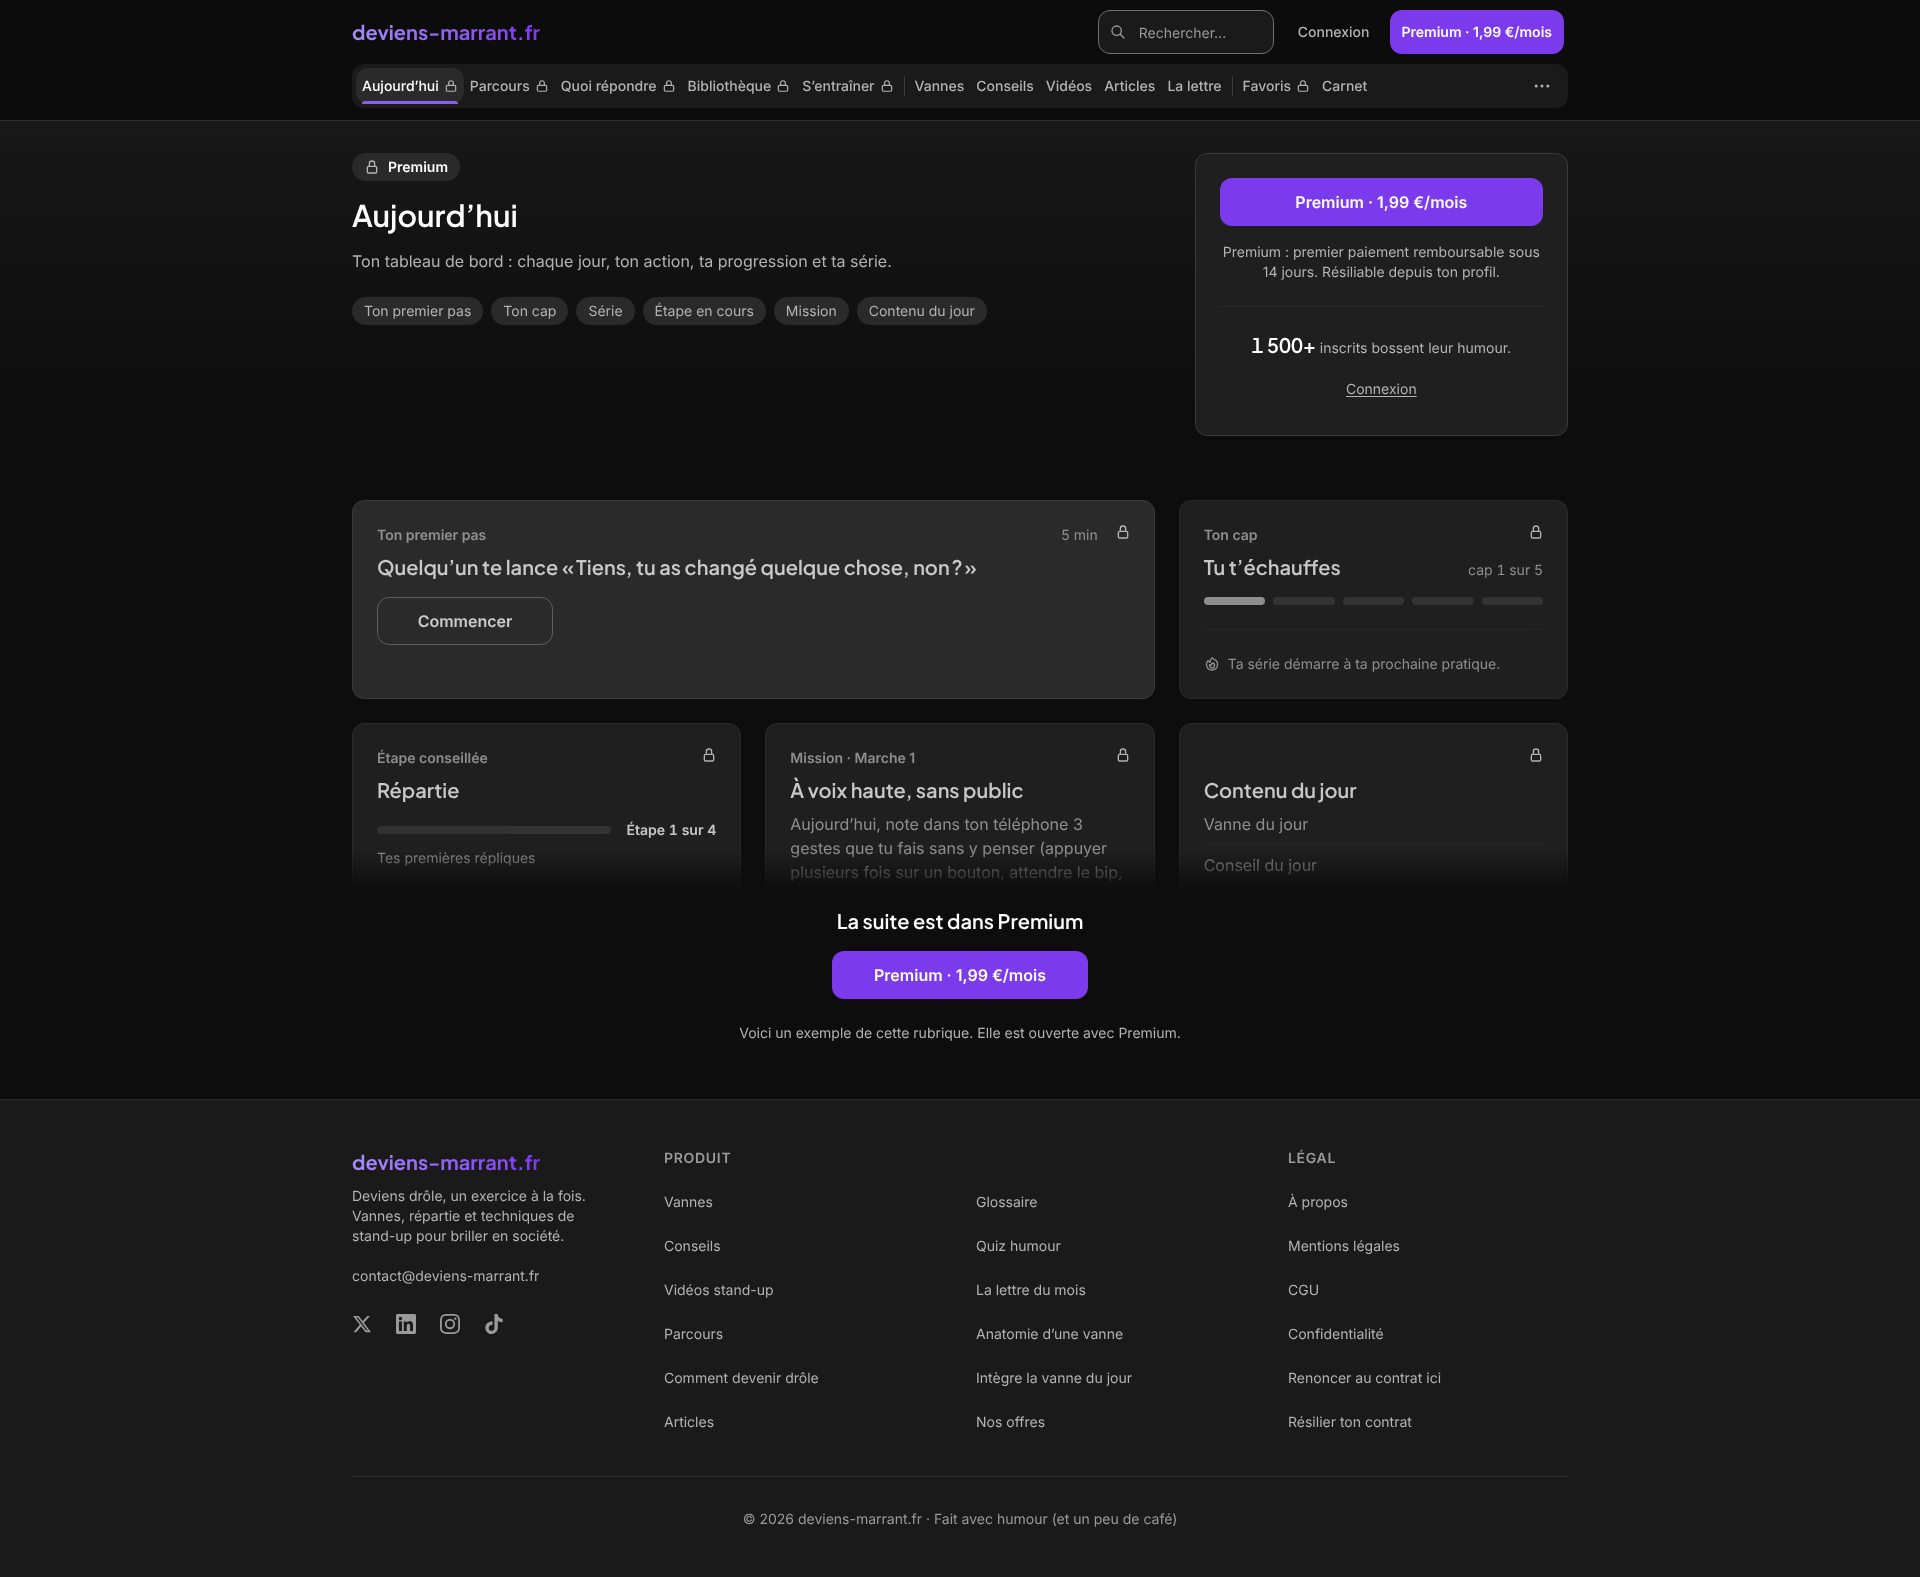 deviens-marrant.fr
Rechercher...
Connexion
Premium · 1,99 €/mois
Aujourd’hui
Parcours
Quoi répondre
Bibliothèque
S’entraîner
Vannes
Conseils
Vidéos
Articles
La lettre
Favoris
Carnet
Premium
Aujourd’hui
Ton tableau de bord : chaque jour, ton action, ta progression et ta série.
Ton premier pas
Ton cap
Série
Étape en cours
Mission
Contenu du jour
Premium · 1,99 €/mois
Premium : premier paiement remboursable sous
14 jours. Résiliable depuis ton profil.
1 500+ inscrits bossent leur humour.
Connexion
Ton premier pas
5 min
Quelqu’un te lance « Tiens, tu as changé quelque chose, non ? »
Commencer
Ton cap
Tu t’échauffes
cap 1 sur 5
Ta série démarre à ta prochaine pratique.
Étape conseillée
Répartie
Étape 1 sur 4
Tes premières répliques
Mission · Marche 1
À voix haute, sans public
Aujourd’hui, note dans ton téléphone 3
gestes que tu fais sans y penser (appuyer
plusieurs fois sur un bouton, attendre le bip,
Contenu du jour
Vanne du jour
Conseil du jour
La suite est dans Premium
Premium · 1,99 €/mois
Voici un exemple de cette rubrique. Elle est ouverte avec Premium.
deviens-marrant.fr
Deviens drôle, un exercice à la fois.
Vannes, répartie et techniques de
stand-up pour briller en société.
contact@deviens-marrant.fr
PRODUIT
Vannes
Conseils
Vidéos stand-up
Parcours
Comment devenir drôle
Articles
Glossaire
Quiz humour
La lettre du mois
Anatomie d’une vanne
Intègre la vanne du jour
Nos offres
LÉGAL
À propos
Mentions légales
CGU
Confidentialité
Renoncer au contrat ici
Résilier ton contrat
© 2026 deviens-marrant.fr · Fait avec humour (et un peu de café)